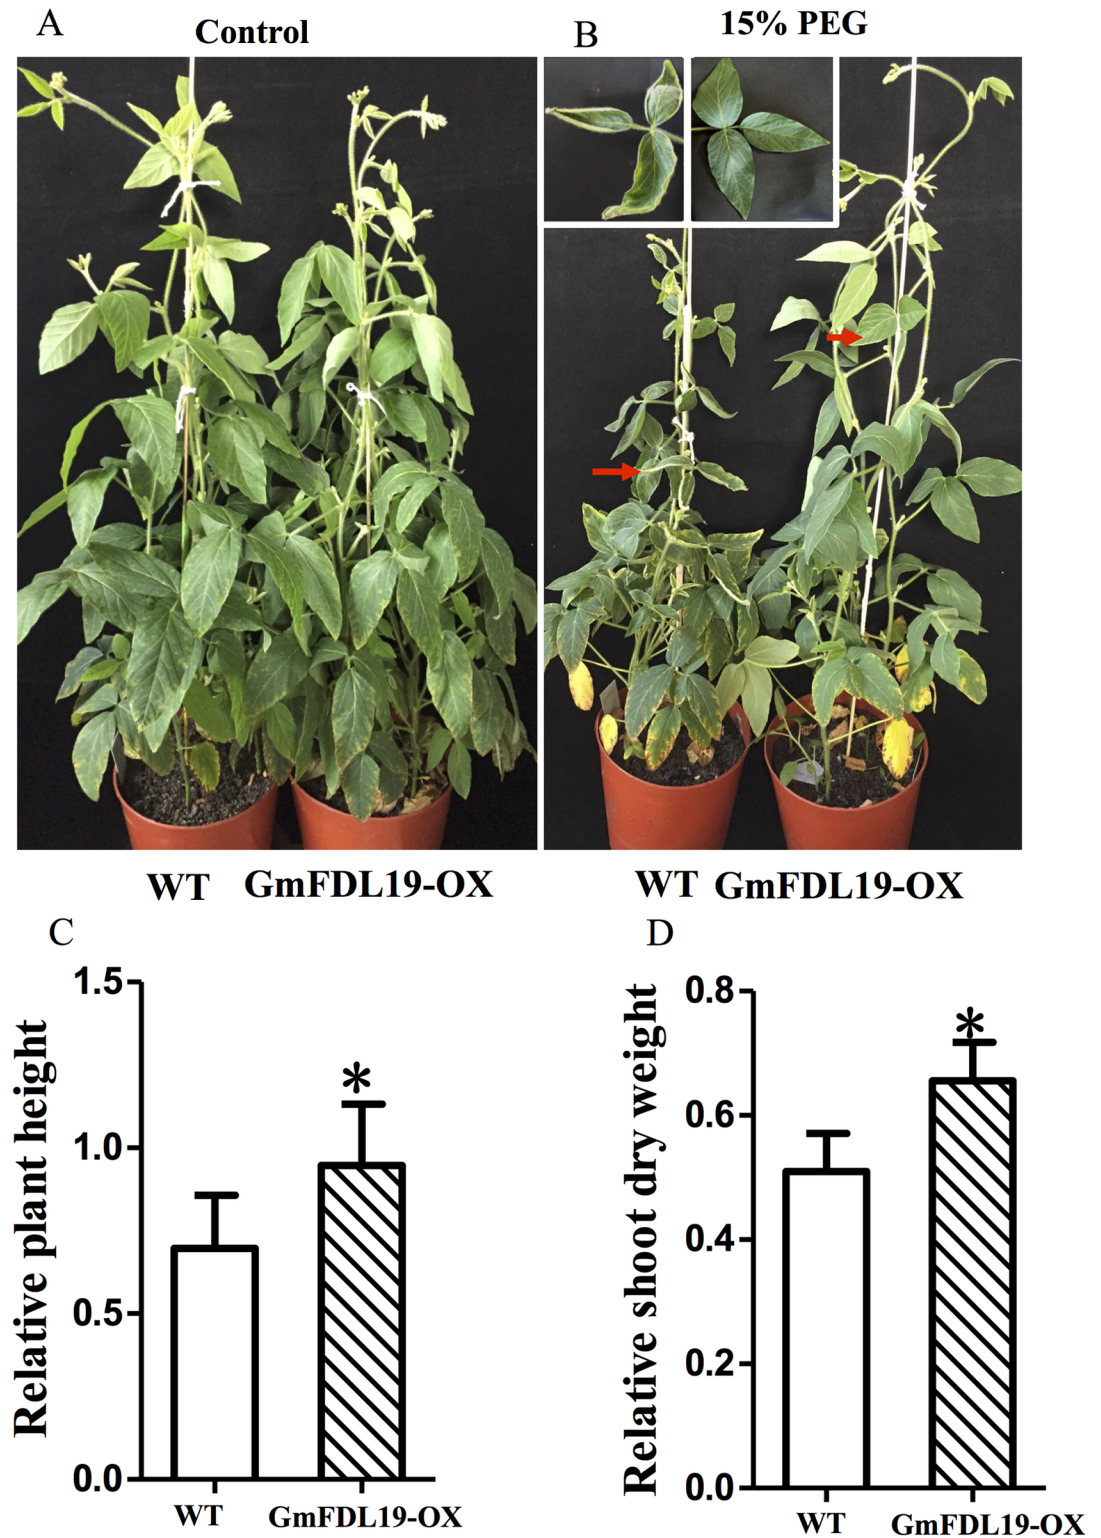 A
Control
B
15% PEG
WT
GmFDL19-OX
WT
GmFDL19-OX
C
Relative plant height
1.5
1.0
0.5
0.0
WT
GmFDL19-OX
*
D
Relative shoot dry weight
0.8
0.6
0.4
0.2
0.0
WT
GmFDL19-OX
*